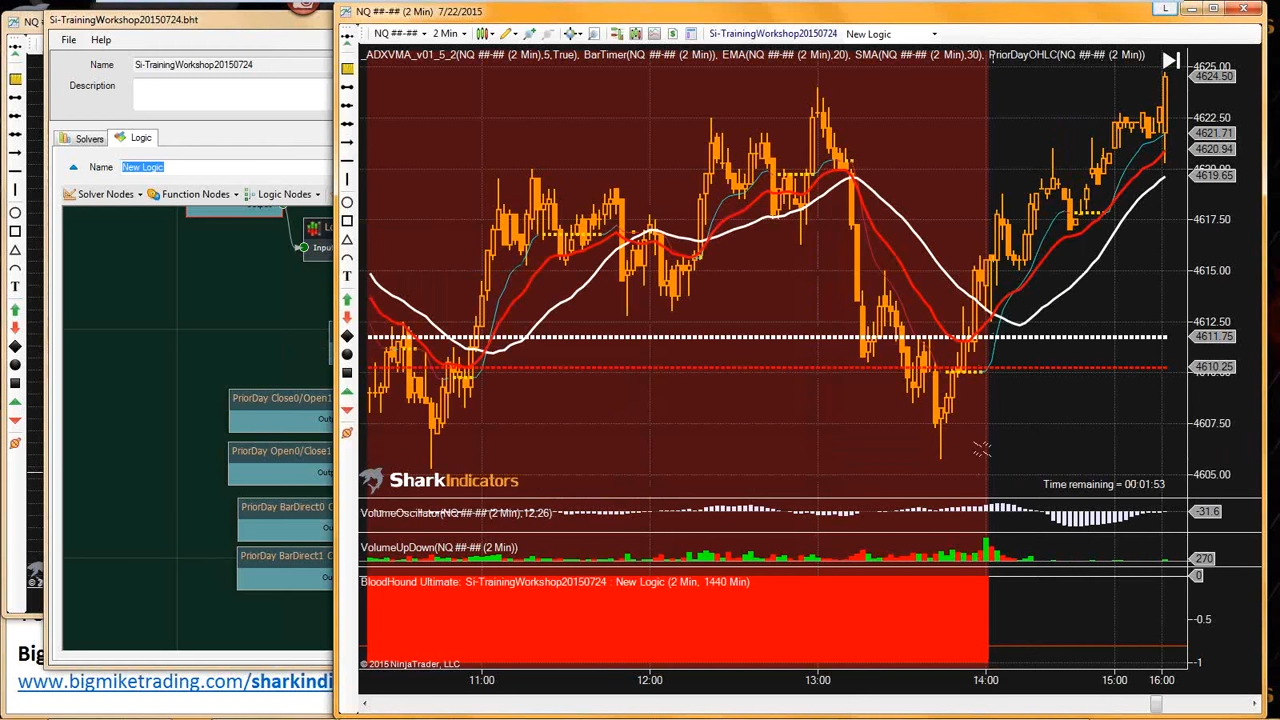 NQ
Si-TrainingWorkshop20150724.bht
File Help
Name Si-TrainingWorkshop20150724
Description
Solvers Logic
Name New Logic
Solver Nodes Function Nodes Logic Nodes
Input
PriorDay Close0/Open1
PriorDay Open0/Close1
PriorDay BarDirect0 C
PriorDay BarDirect1 C
Big
www.bigmiketrading.com/sharkindi
NQ ##-## (2 Min) 7/22/2015
L
NQ ##-## 2 Min Si-TrainingWorkshop20150724 New Logic
_ADXVMA_v01_5_2(NQ ##-## (2 Min),5,True), BarTimer(NQ ##-## (2 Min)), EMA(NQ ##-## (2 Min),20), SMA(NQ ##-## (2 Min),30), PriorDayOHLC(NQ ##-## (2 Min))
4625.00
4624.50
4622.50
4621.71
4620.94
4619.65
4617.50
4615.00
4612.50
4611.75
4610.25
4607.50
4605.00
SharkIndicators
Time remaining = 00:01:53
VolumeOscillator(NQ ##-## (2 Min),12,26)
-31.6
VolumeUpDown(NQ ##-## (2 Min))
270
BloodHound Ultimate: Si-TrainingWorkshop20150724 : New Logic (2 Min, 1440 Min)
0
-0.5
-1
© 2015 NinjaTrader, LLC
11:00 12:00 13:00 14:00 15:00 16:00